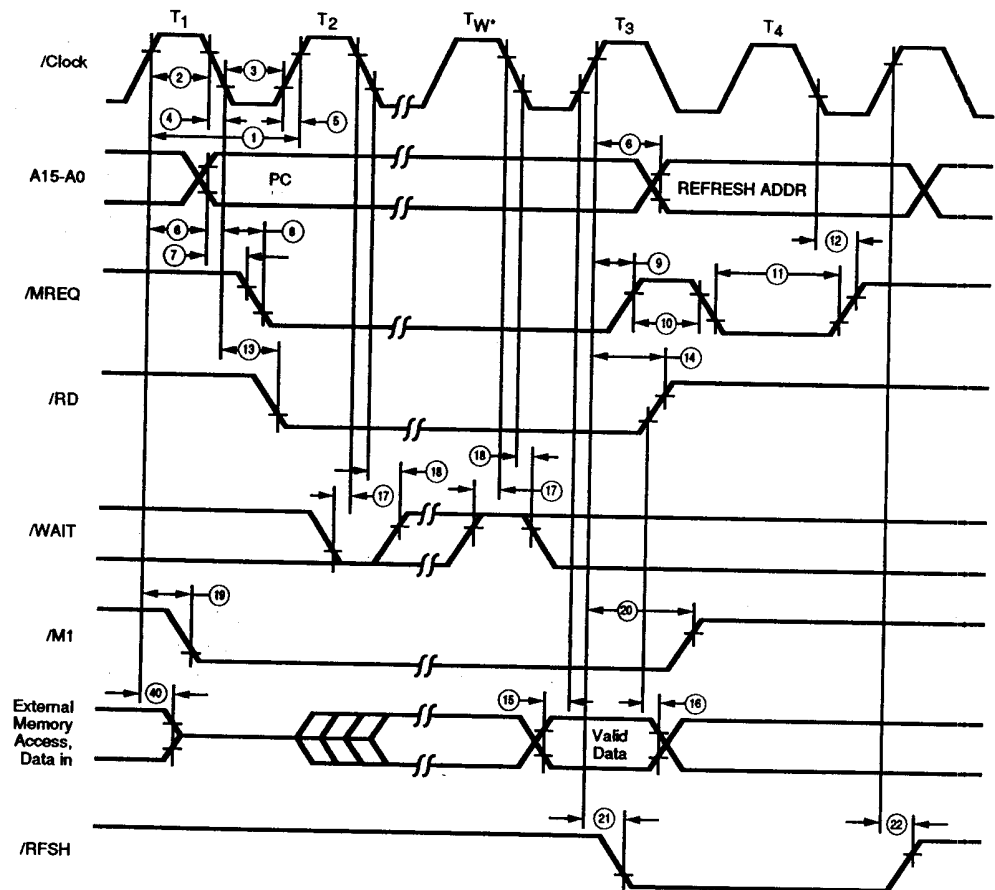 T1 T2 TW* T3 T4
/Clock
2 3
4 1 5 6
A15-A0 PC REFRESH ADDR
6 8 12
7 9 11
/MREQ
10
13 14
/RD
18 18
17 17
/WAIT
19 20
/M1
40 15 16
External
Memory
Access,
Data in
Valid
Data
21 22
/RFSH